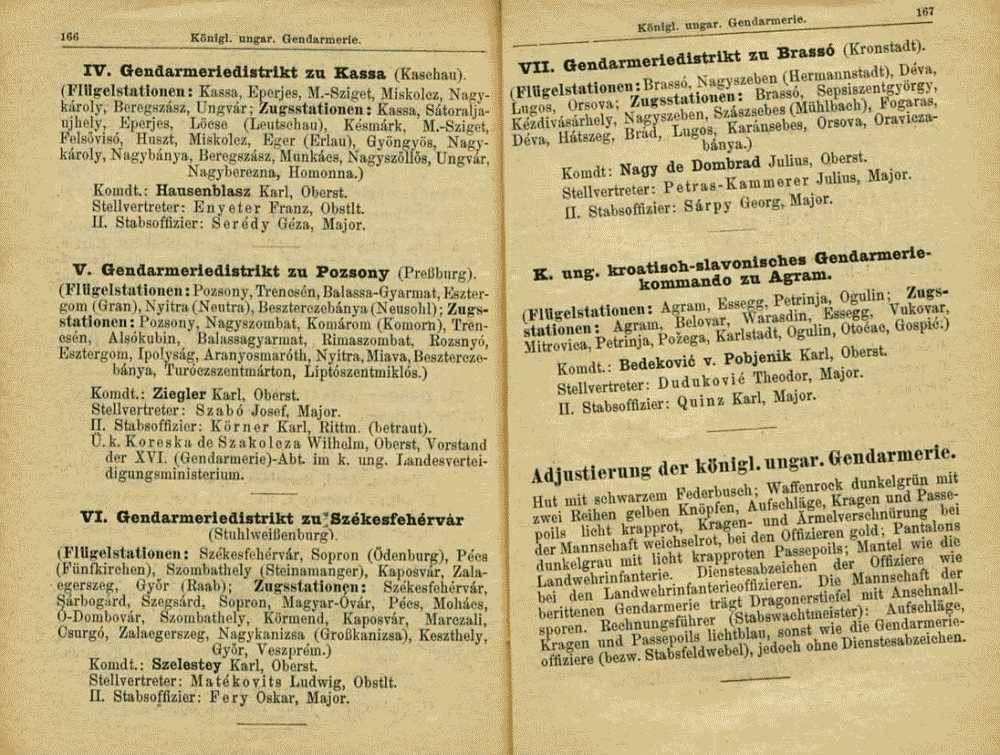 166
Königl. ungar. Gendarmerie.
IV. Gendarmeriedistrikt zu Kassa (Kaschau).
(Flügelstationen: Kassa, Eperjes, M.-Sziget, Miskolcz, Nagy-
károly, Beregszász, Ungvár; Zugsstationen: Kassa, Sátoralja-
ujhely, Eperjes, Löcse (Leutschau), Késmárk, M.-Sziget,
Felsővisó, Huszt, Miskolcz, Eger (Erlau), Gyöngyös, Nagy-
károly, Nagybánya, Beregszász, Munkács, Nagyszöllős, Ungvár,
Nagyberezna, Homonna.)
Komdt.: Hausenblasz Karl, Oberst.
Stellvertreter: Enyeter Franz, Obstlt.
II. Stabsoffizier: Serédy Géza, Major.
V. Gendarmeriedistrikt zu Pozsony (Preßburg).
(Flügelstationen: Pozsony, Trencsén, Balassa-Gyarmat, Eszter-
gom (Gran), Nyitra (Neutra), Beszterczebánya (Neusohl); Zugs-
stationen: Pozsony, Nagyszombat, Komárom (Komorn), Tren-
csén, Alsókubin, Balassagyarmat, Rimaszombat, Rozsnyó,
Esztergom, Ipolyság, Aranyosmaróth, Nyitra, Miava, Besztercze-
bánya, Turóczszentmárton, Liptószentmiklós.)
Komdt.: Ziegler Karl, Oberst.
Stellvertreter: Szabó Josef, Major.
II. Stabsoffizier: Körner Karl, Rittm. (betraut).
Ü. k. Koreska de Szakolcza Wilhelm, Oberst, Vorstand
der XVI. (Gendarmerie)-Abt. im k. ung. Landesvertei-
digungsministerium.
VI. Gendarmeriedistrikt zu Székesfehérvár
(Stuhlweißenburg).
(Flügelstationen: Székesfehérvár, Sopron (Ödenburg), Pécs
(Fünfkirchen), Szombathely (Steinamanger), Kaposvár, Zala-
egerszeg, Győr (Raab); Zugsstationen: Székesfehérvár,
Sárbogárd, Szegsárd, Sopron, Magyar-Óvár, Pécs, Mohács,
Ó-Dombovár, Szombathely, Körmend, Kaposvár, Marczali,
Csurgó, Zalaegerszeg, Nagykanizsa (Großkanizsa), Keszthely,
Győr, Veszprém.)
Komdt.: Szelestey Karl, Oberst.
Stellvertreter: Matékovits Ludwig, Obstlt.
II. Stabsoffizier: Fery Oskar, Major.
Königl. ungar. Gendarmerie.
167
VII. Gendarmeriedistrikt zu Brassó (Kronstadt).
(Flügelstationen: Brassó, Nagyszeben (Hermannstadt), Déva,
Lugos, Orsova; Zugsstationen: Brassó, Sepsiszentgyörgy,
Kézdivásárhely, Nagyszeben, Szászsebes (Mühlbach), Fogaras,
Déva, Hátszeg, Brád, Lugos, Karánsebes, Orsova, Oravicza-
bánya.)
Komdt: Nagy de Dombrad Julius, Oberst.
Stellvertreter: Petras-Kammerer Julius, Major.
II. Stabsoffizier: Sárpy Georg, Major.
K. ung. kroatisch-slavonisches Gendarmerie-
kommando zu Agram.
(Flügelstationen: Agram, Essegg, Petrinja, Ogulin; Zugs-
stationen: Agram, Belovar, Warasdin, Essegg, Vukovar,
Mitrovica, Petrinja, Požega, Karlstadt, Ogulin, Otočac, Gospić.)
Komdt.: Bedeković v. Pobjenik Karl, Oberst.
Stellvertreter: Duduković Theodor, Major.
II. Stabsoffizier: Quinz Karl, Major.
Adjustierung der königl. ungar. Gendarmerie.
Hut mit schwarzem Federbusch; Waffenrock dunkelgrün mit
zwei Reihen gelben Knöpfen, Aufschläge, Kragen und Passe-
poils licht krapprot, Kragen- und Ärmelverschnürung bei
der Mannschaft weichselrot, bei den Offizieren gold; Pantalons
dunkelgrau mit licht krapproten Passepoils; Mantel wie die
Landwehrinfanterie. Dienstesabzeichen der Offiziere wie
bei den Landwehrinfanterieoffizieren. Die Mannschaft der
berittenen Gendarmerie trägt Dragonerstiefel mit Anschnall-
sporen. Rechnungsführer (Stabswachtmeister): Aufschläge,
Kragen und Passepoils lichtblau, sonst wie die Gendarmerie-
offiziere (bezw. Stabsfeldwebel), jedoch ohne Dienstesabzeichen.